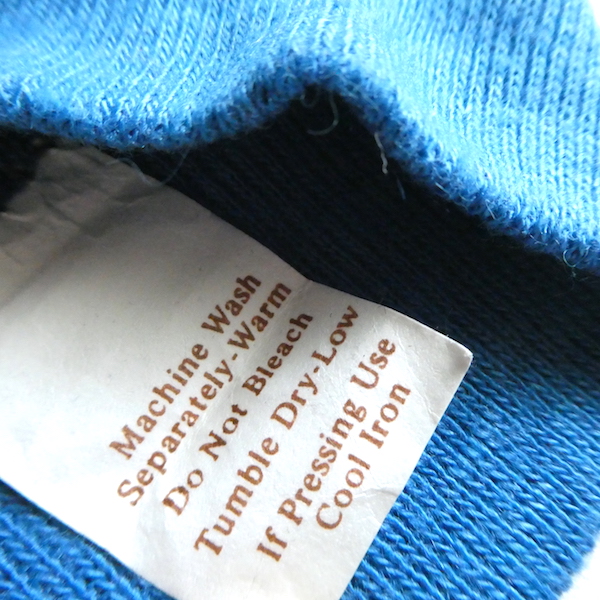 Machine Wash
Separately-Warm
Do Not Bleach
Tumble Dry-Low
If Pressing Use
Cool Iron